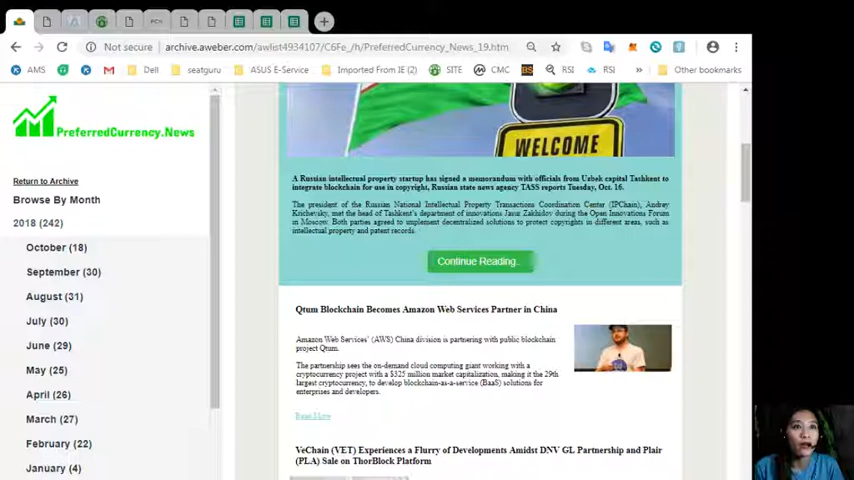 Not secure
archive.aweber.com/awlist4934107/C6Fe_/h/PreferredCurrency_News_19.htm
AMS
Dell
seatguru
ASUS E-Service
Imported From IE (2)
SITE
CMC
RSI
RSI
»
Other bookmarks
PreferredCurrency.News
Return to Archive
Browse By Month
2018 (242)
October (18)
September (30)
August (31)
July (30)
June (29)
May (25)
April (26)
March (27)
February (22)
January (4)
WELCOME
A Russian intellectual property startup has signed a memorandum with officials from Uzbek capital Tashkent to
integrate blockchain for use in copyright, Russian state news agency TASS reports Tuesday, Oct. 16.
The president of the Russian National Intellectual Property Transactions Coordination Center (IPChain), Andrey
Krichevsky, met the head of Tashkent's department of innovations Jasur Zakhidov during the Open Innovations Forum
in Moscow. Both parties agreed to implement decentralized solutions to protect copyrights in different areas, such as
intellectual property and patent records.
Continue Reading..
Qtum Blockchain Becomes Amazon Web Services Partner in China
Amazon Web Services' (AWS) China division is partnering with public blockchain
project Qtum.
The partnership sees the on-demand cloud computing giant working with a
cryptocurrency project with a $325 million market capitalization, making it the 29th
largest cryptocurrency, to develop blockchain-as-a-service (BaaS) solutions for
enterprises and developers.
Read More
VeChain (VET) Experiences a Flurry of Developments Amidst DNV GL Partnership and Plair
(PLA) Sale on ThorBlock Platform